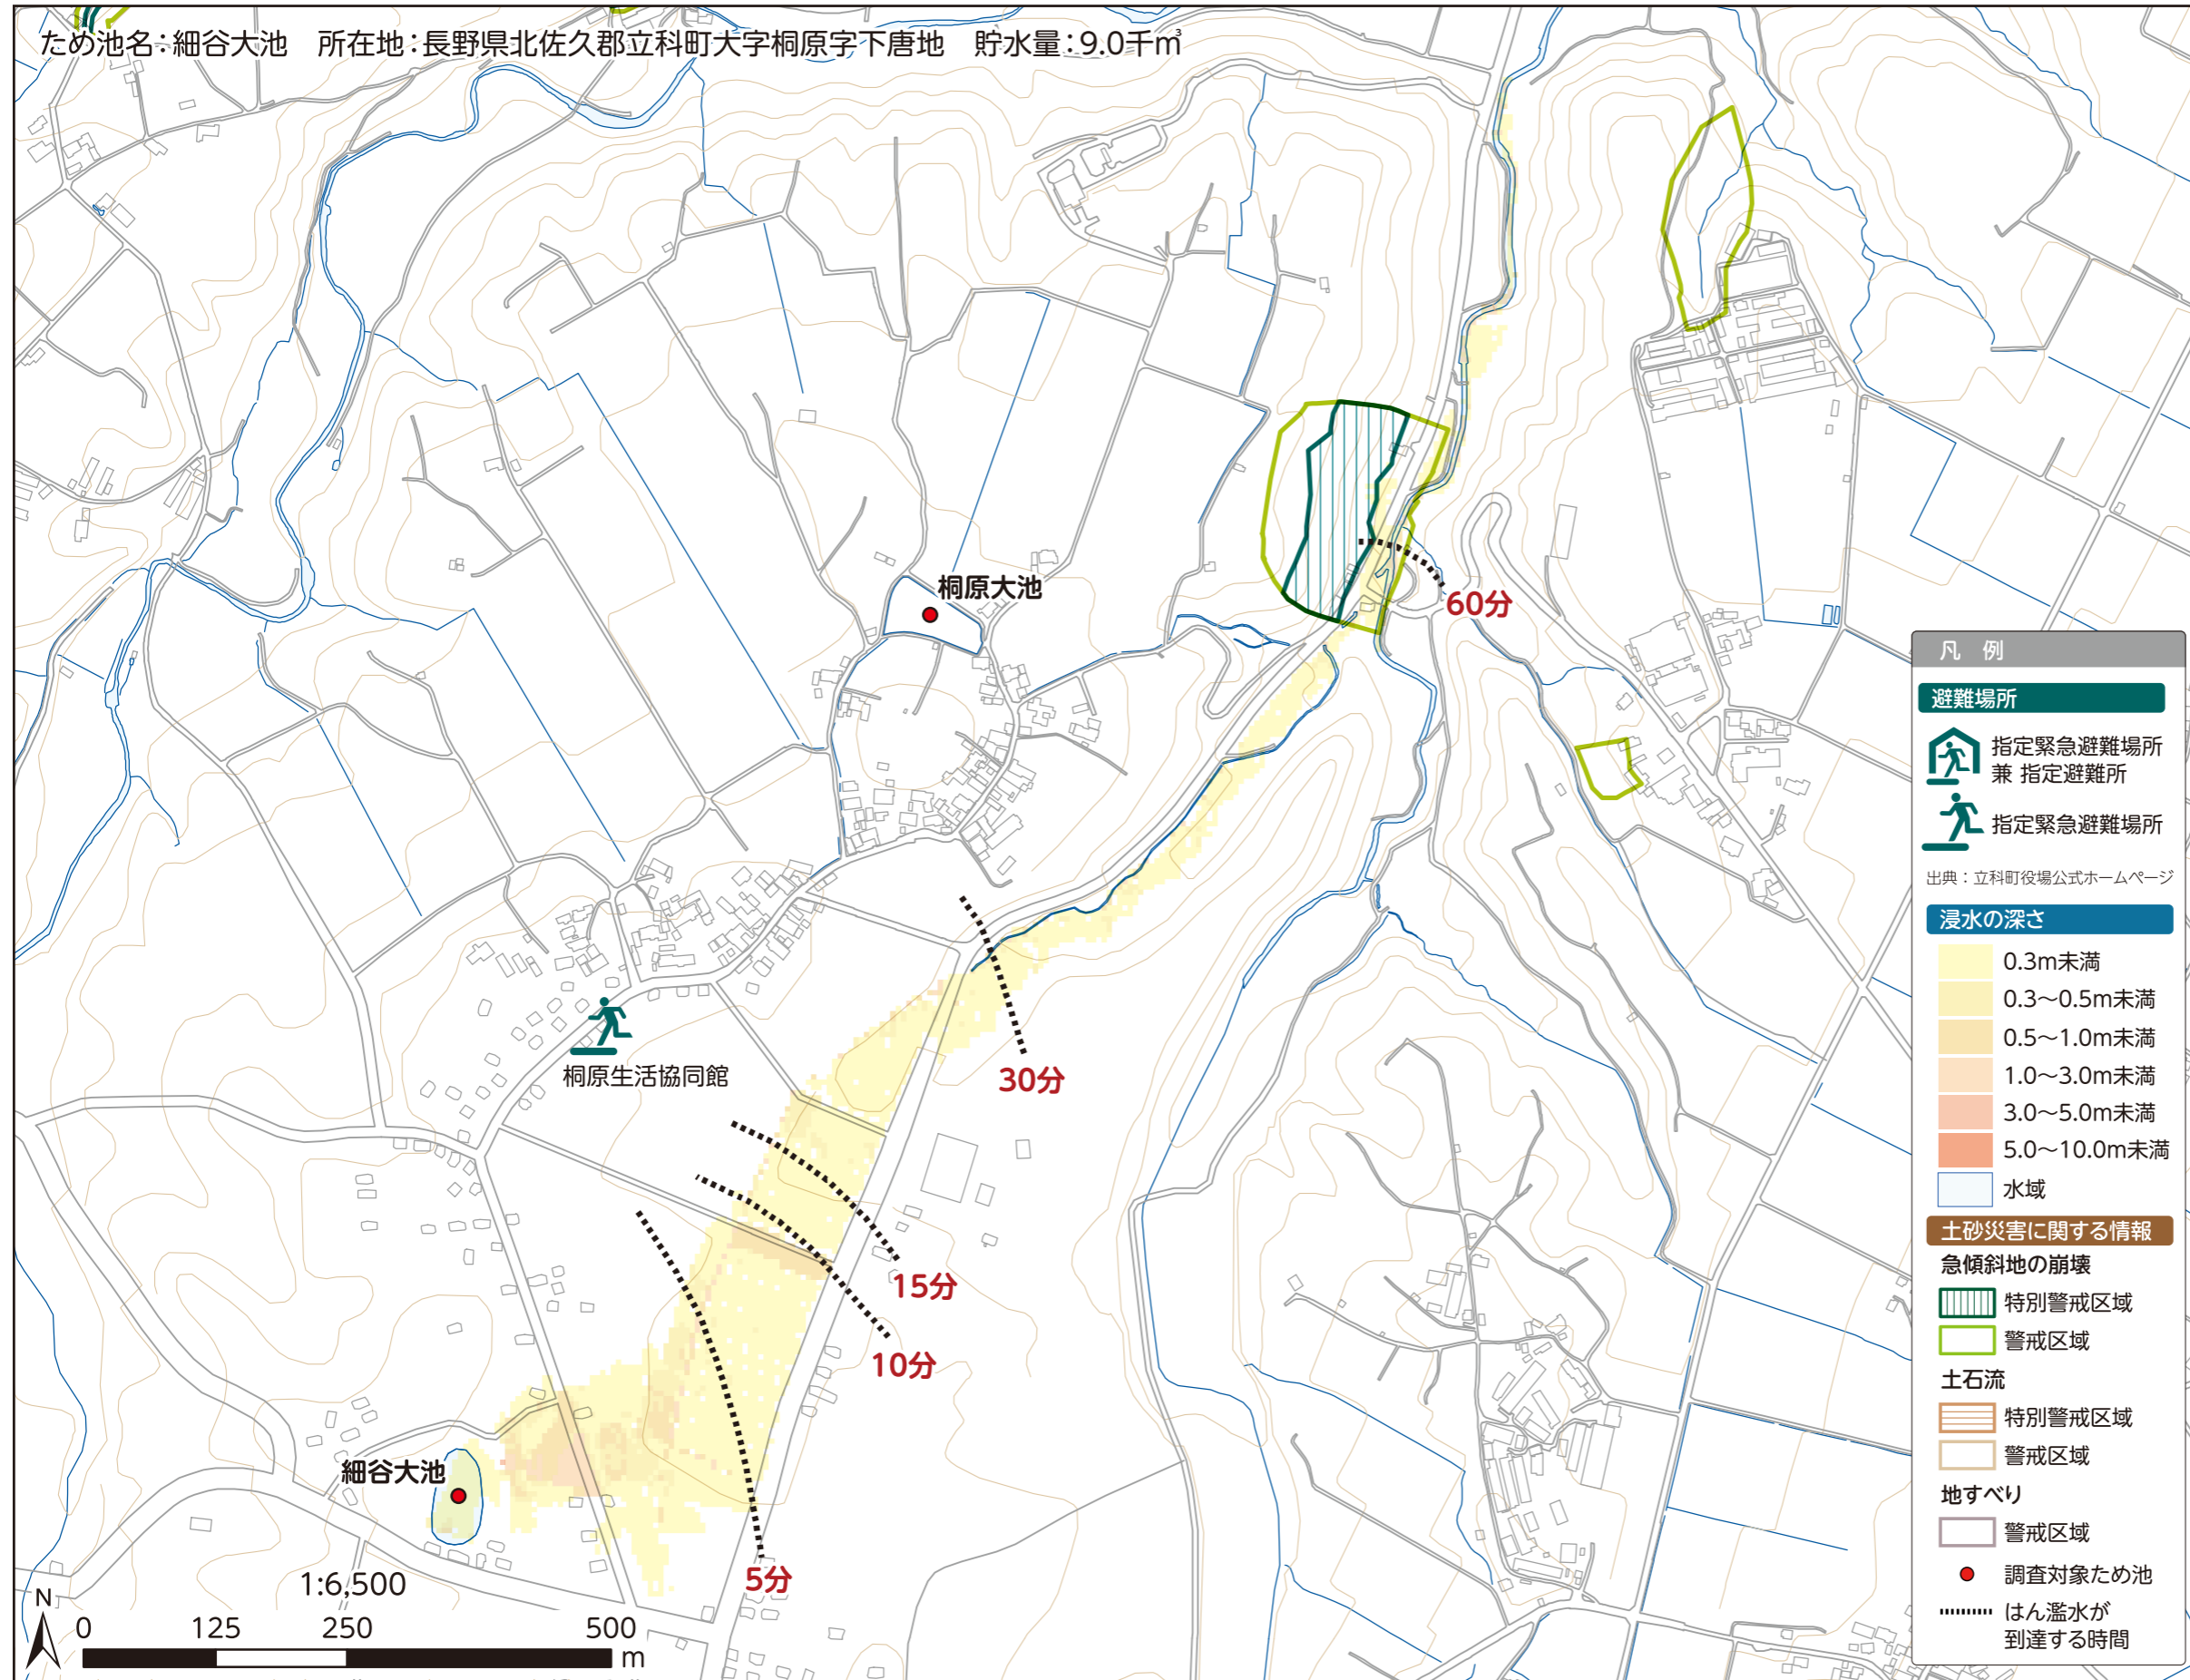 ため池名：細谷大池　所在地：長野県北佐久郡立科町大字桐原字下唐地　貯水量：9.0千㎥
桐原大池
60分
桐原生活協同館
30分
15分
10分
細谷大池
5分
1:6,500
N
0 125 250 500
m
凡 例
避難場所
指定緊急避難場所
兼 指定避難所
指定緊急避難場所
出典：立科町役場公式ホームページ
浸水の深さ
0.3m未満
0.3～0.5m未満
0.5～1.0m未満
1.0～3.0m未満
3.0～5.0m未満
5.0～10.0m未満
水域
土砂災害に関する情報
急傾斜地の崩壊
特別警戒区域
警戒区域
土石流
特別警戒区域
警戒区域
地すべり
警戒区域
調査対象ため池
はん濫水が
到達する時間